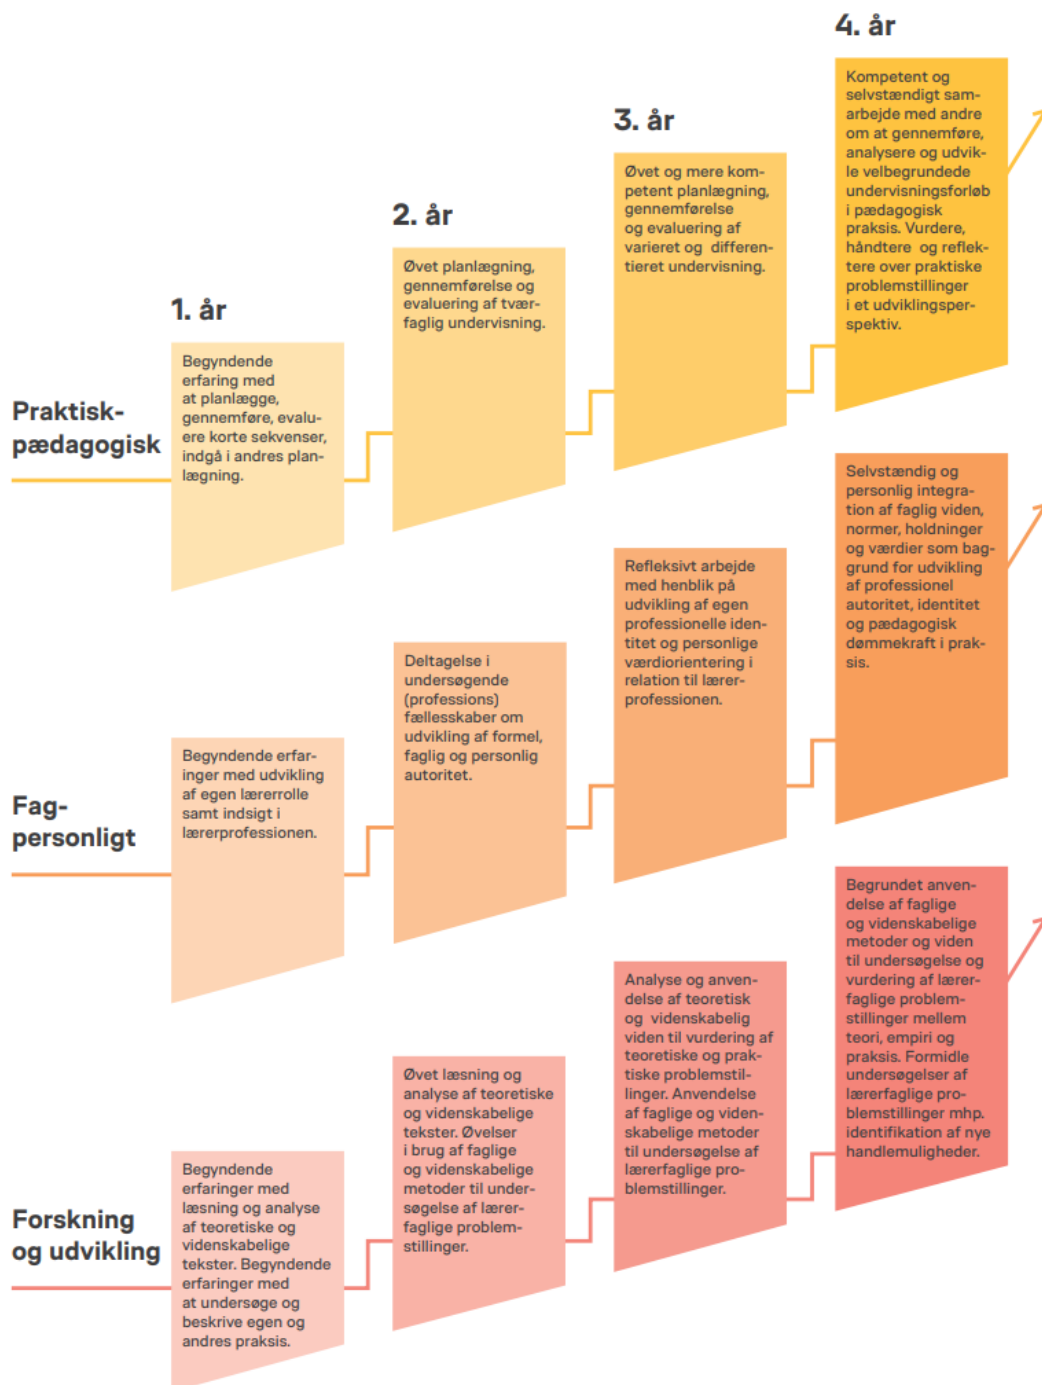 4. år
3. år
2. år
1. år
Praktisk-
pædagogisk
Begyndende
erfaring med
at planlægge,
gennemføre, evalu-
ere korte sekvenser,
indgå i andres plan-
lægning.
Øvet planlægning,
gennemførelse og
evaluering af tvær-
faglig undervisning.
Øvet og mere kom-
petent planlægning,
gennemførelse
og evaluering af
varieret og differen-
tieret undervisning.
Kompetent og
selvstændigt sam-
arbejde med andre
om at gennemføre,
analysere og udvik-
le velbegrundede
undervisningsforløb
i pædagogisk
praksis. Vurdere,
håndtere og reflek-
tere over praktiske
problemstillinger
i et udviklingsper-
spektiv.
Fag-
personligt
Begyndende erfa-
ringer med udvikling
af egen lærerrolle
samt indsigt i
lærerprofessionen.
Deltagelse i
undersøgende
(professions)
fællesskaber om
udvikling af formel,
faglig og personlig
autoritet.
Refleksivt arbejde
med henblik på
udvikling af egen
professionelle iden-
titet og personlige
værdiorientering i
relation til lærer-
professionen.
Selvstændig og
personlig integra-
tion af faglig viden,
normer, holdninger
og værdier som bag-
grund for udvikling
af professionel
autoritet, identitet
og pædagogisk
dømmekraft i prak-
sis.
Forskning
og udvikling
Begyndende
erfaringer med
læsning og analyse
af teoretiske og
videnskabelige
tekster. Begyndende
erfaringer med
at undersøge og
beskrive egen og
andres praksis.
Øvet læsning og
analyse af teoretiske
og videnskabelige
tekster. Øvelser
i brug af faglige
og videnskabelige
metoder til under-
søgelse af lærer-
faglige problem-
stillinger.
Analyse og anven-
delse af teoretisk
og videnskabelig
viden til vurdering af
teoretiske og prak-
tiske problemstil-
linger. Anvendelse
af faglige og viden-
skabelige metoder
til undersøgelse af
lærerfaglige pro-
blemstillinger.
Begrundet anven-
delse af faglige
og videnskabelige
metoder og viden
til undersøgelse og
vurdering af lærer-
faglige problem-
stillinger mellem
teori, empiri og
praksis. Formidle
undersøgelser af
lærerfaglige pro-
blemstillinger mhp.
identifikation af nye
handlemuligheder.